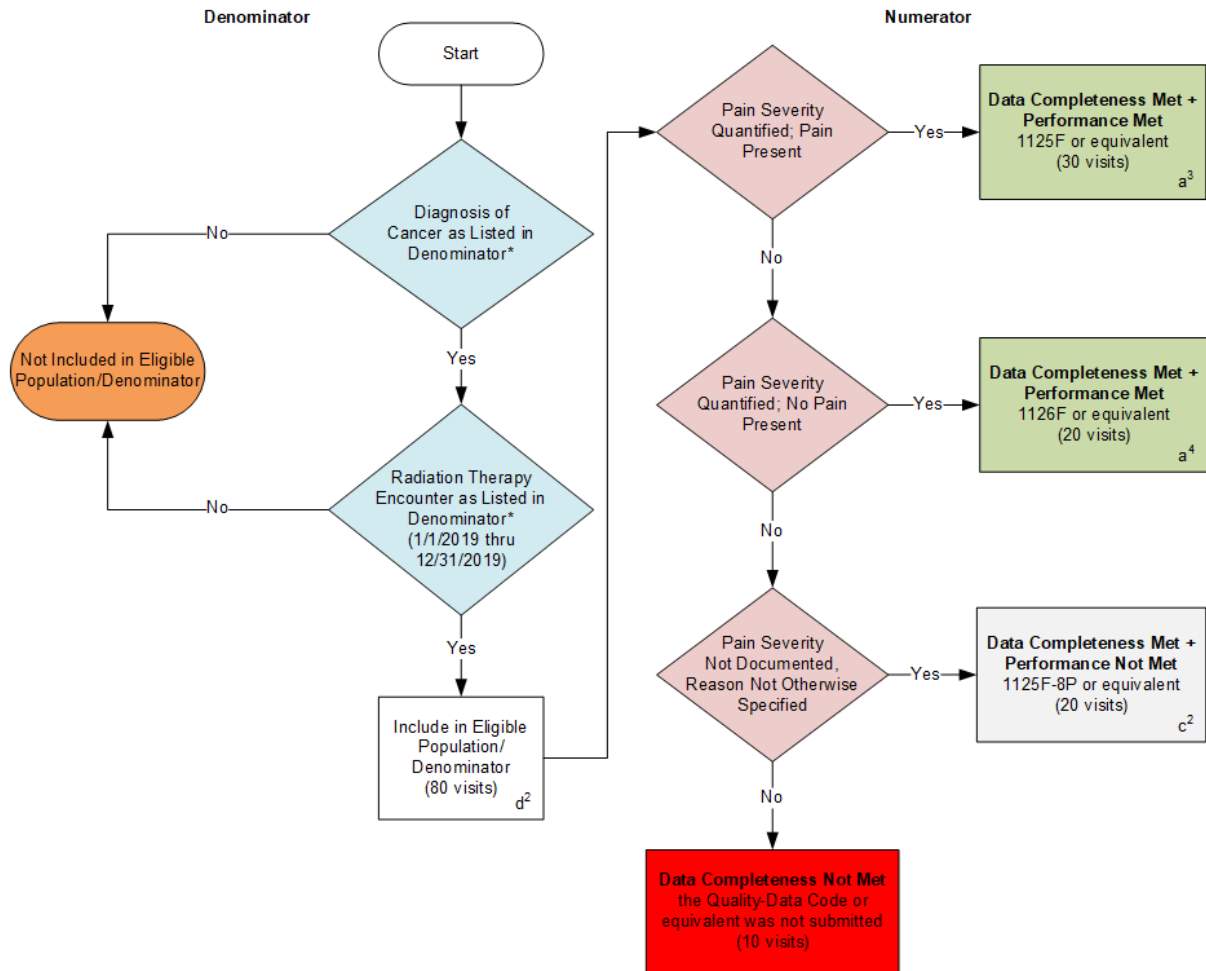 Denominator
Start
Diagnosis of
Cancer as Listed in
Denominator*
No
Not Included in Eligible
Population/Denominator
Yes
Radiation Therapy
Encounter as Listed in
Denominator*
(1/1/2019 thru
12/31/2019)
No
Yes
Include in Eligible
Population/
Denominator
(80 visits)
d²
Numerator
Pain Severity
Quantified; Pain
Present
Yes
Data Completeness Met +
Performance Met
1125F or equivalent
(30 visits)
a³
No
Pain Severity
Quantified; No Pain
Present
Yes
Data Completeness Met +
Performance Met
1126F or equivalent
(20 visits)
a⁴
No
Pain Severity
Not Documented,
Reason Not Otherwise
Specified
Yes
Data Completeness Met +
Performance Not Met
1125F-8P or equivalent
(20 visits)
c²
No
Data Completeness Not Met
the Quality-Data Code or
equivalent was not submitted
(10 visits)